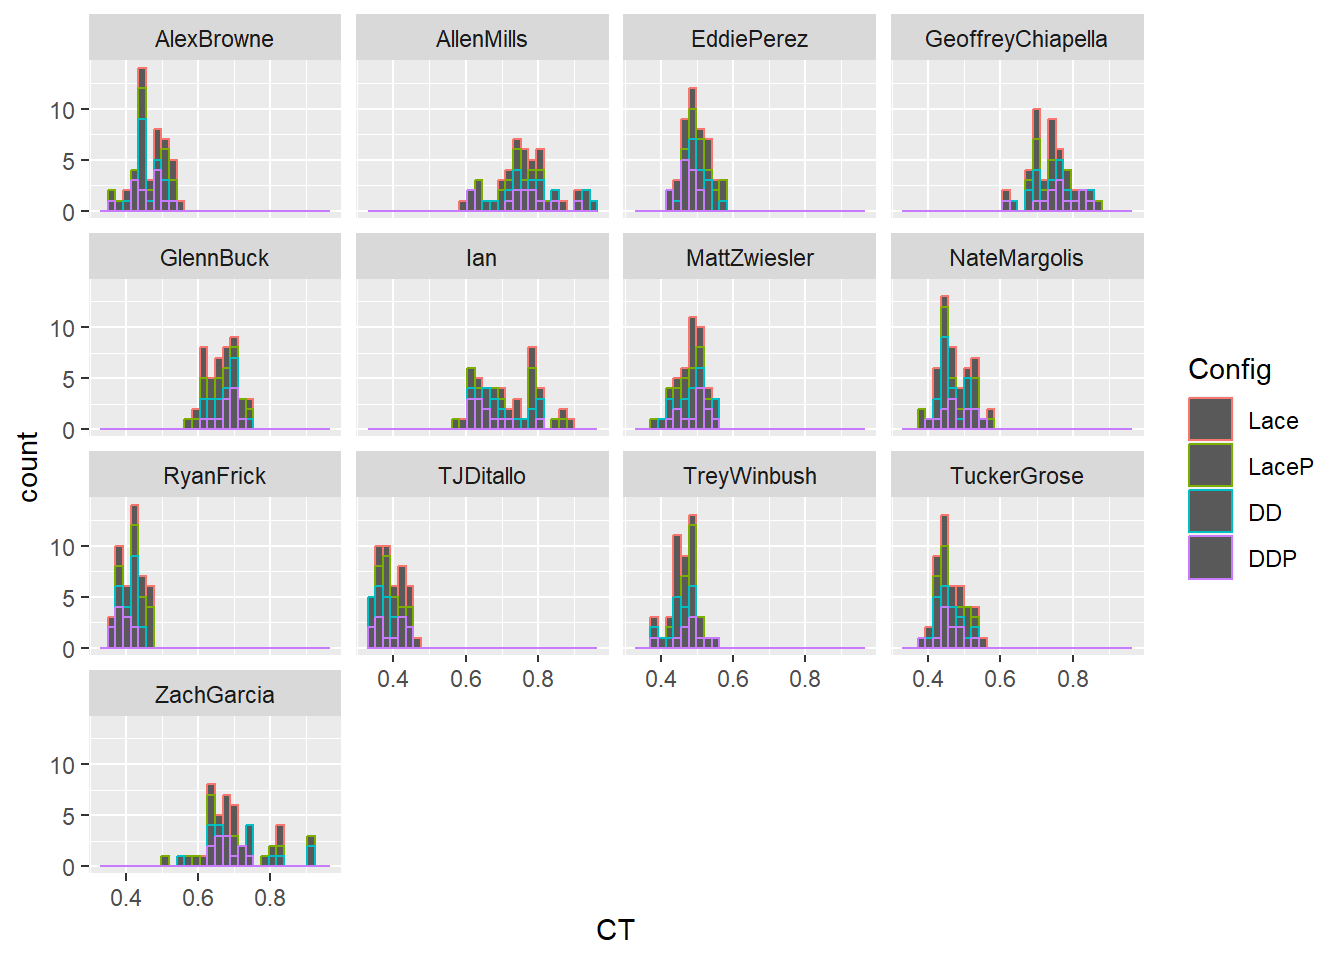 AlexBrowne AllenMills EddiePerez GeoffreyChiapella
10
5
0
GlennBuck Ian MattZwiesler NateMargolis
10
5
0
RyanFrick TJDitallo TreyWinbush TuckerGrose
10
5
0
0.4 0.6 0.8 0.4 0.6 0.8 0.4 0.6 0.8
ZachGarcia
10
5
0
0.4 0.6 0.8
CT
count
Config
Lace
LaceP
DD
DDP